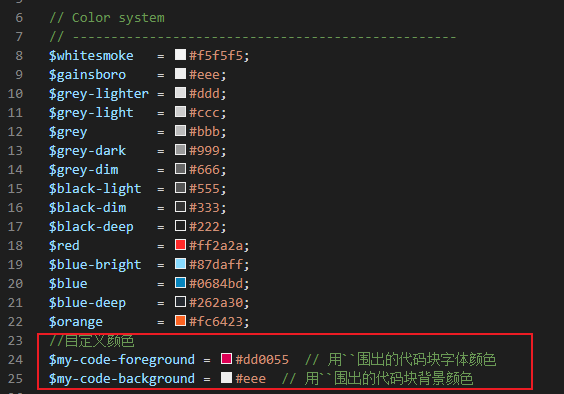 6 // Color system
7 // --------------------------------------------------
8 $whitesmoke = #f5f5f5;
9 $gainsboro = #eee;
10 $grey-lighter = #ddd;
11 $grey-light = #ccc;
12 $grey = #bbb;
13 $grey-dark = #999;
14 $grey-dim = #666;
15 $black-light = #555;
16 $black-dim = #333;
17 $black-deep = #222;
18 $red = #ff2a2a;
19 $blue-bright = #87daff;
20 $blue = #0684bd;
21 $blue-deep = #262a30;
22 $orange = #fc6423;
23 //自定义颜色
24 $my-code-foreground = #dd0055 // 用``围出的代码块字体颜色
25 $my-code-background = #eee // 用``围出的代码块背景颜色